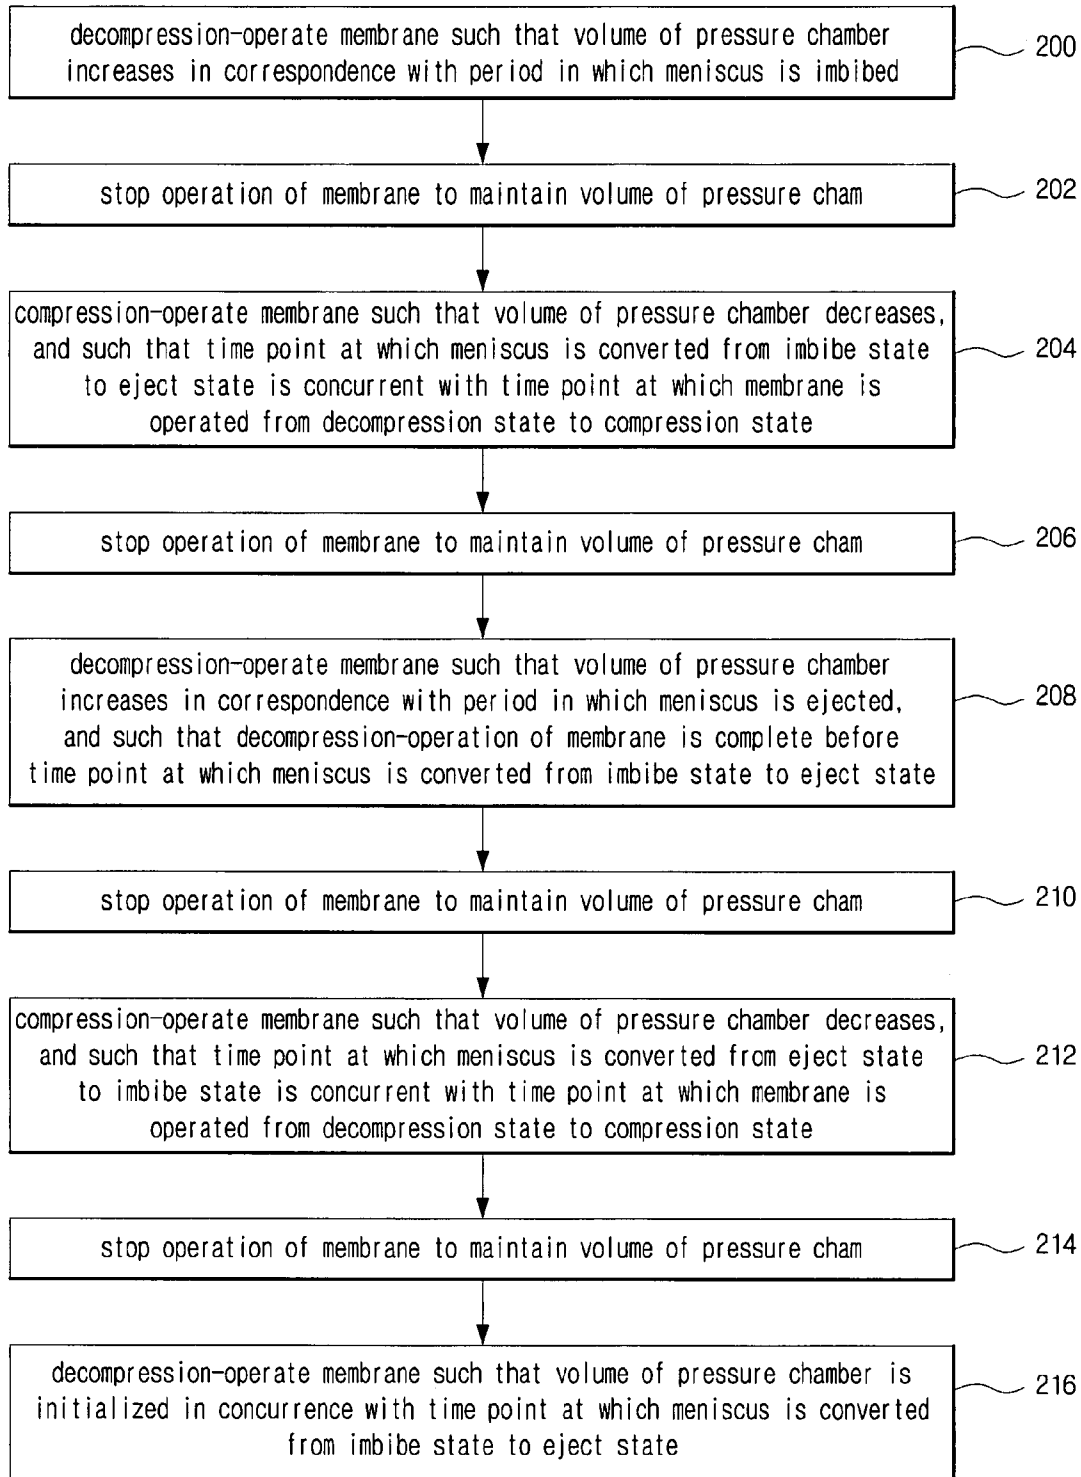 decompression-operate membrane such that volume of pressure chamber
increases in correspondence with period in which meniscus is imbibed
200
stop operation of membrane to maintain volume of pressure cham
202
compression-operate membrane such that volume of pressure chamber decreases,
and such that time point at which meniscus is converted from imbibe state
to eject state is concurrent with time point at which membrane is
operated from decompression state to compression state
204
stop operation of membrane to maintain volume of pressure cham
206
decompression-operate membrane such that volume of pressure chamber
increases in correspondence with period in which meniscus is ejected,
and such that decompression-operation of membrane is complete before
time point at which meniscus is converted from imbibe state to eject state
208
stop operation of membrane to maintain volume of pressure cham
210
compression-operate membrane such that volume of pressure chamber decreases,
and such that time point at which meniscus is converted from eject state
to imbibe state is concurrent with time point at which membrane is
operated from decompression state to compression state
212
stop operation of membrane to maintain volume of pressure cham
214
decompression-operate membrane such that volume of pressure chamber is
initialized in concurrence with time point at which meniscus is converted
from imbibe state to eject state
216